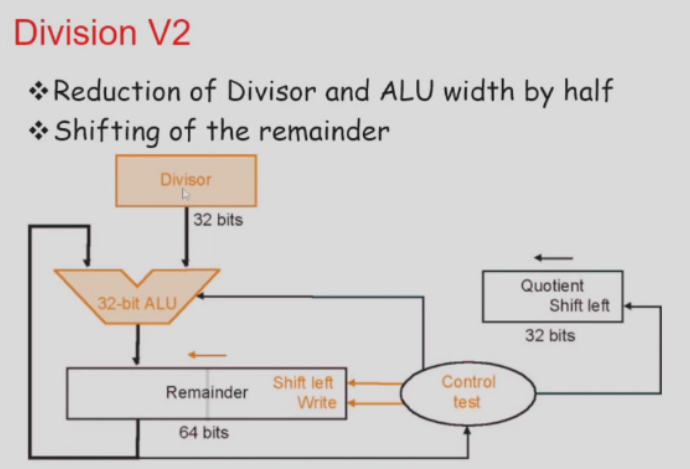 Division V2
❖ Reduction of Divisor and ALU width by half
❖ Shifting of the remainder
Divisor
32 bits
32-bit ALU
Quotient
Shift left
32 bits
Remainder
Shift left
Write
64 bits
Control
test